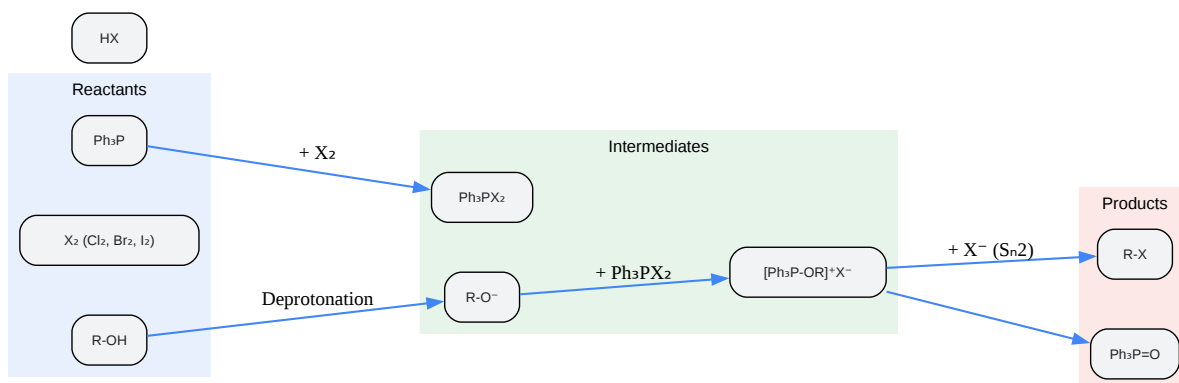 HX
Reactants
Ph₃P
+ X₂
Intermediates
Ph₃PX₂
Products
X₂ (Cl₂, Br₂, I₂)
+ X⁻ (Sₙ2)
R-X
+ Ph₃PX₂
[Ph₃P-OR]⁺X⁻
Deprotonation
R-O⁻
R-OH
Ph₃P=O